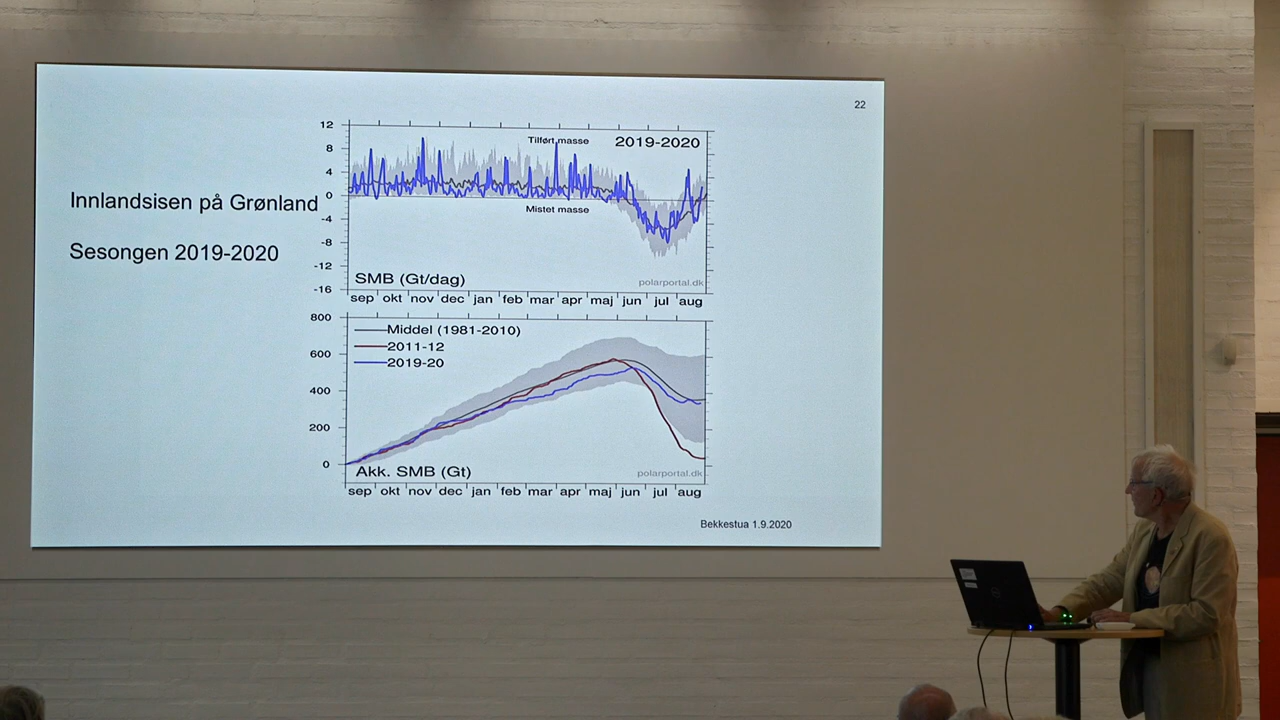 22
Innlandsisen på Grønland
Sesongen 2019-2020
12
8
4
0
-4
-8
-12
-16
Tilført masse
2019-2020
Mistet masse
SMB (Gt/dag)
polarportal.dk
sep okt nov dec jan feb mar apr maj jun jul aug
800
600
400
200
0
Middel (1981-2010)
2011-12
2019-20
Akk. SMB (Gt)
polarportal.dk
sep okt nov dec jan feb mar apr maj jun jul aug
Bekkestua 1.9.2020